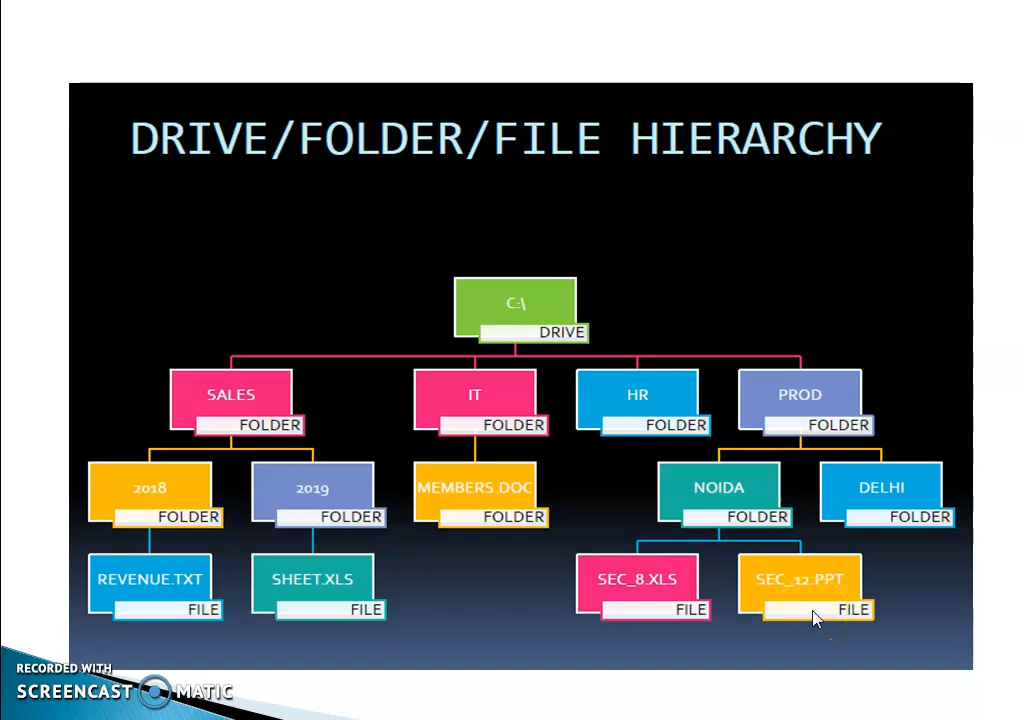 DRIVE/FOLDER/FILE HIERARCHY
C:\
DRIVE
SALES
FOLDER
IT
FOLDER
HR
FOLDER
PROD
FOLDER
2018
FOLDER
2019
FOLDER
MEMBERS.DOC
FOLDER
NOIDA
FOLDER
DELHI
FOLDER
REVENUE.TXT
FILE
SHEET.XLS
FILE
SEC_8.XLS
FILE
SEC_12.PPT
FILE
RECORDED WITH
SCREENCAST MATIC